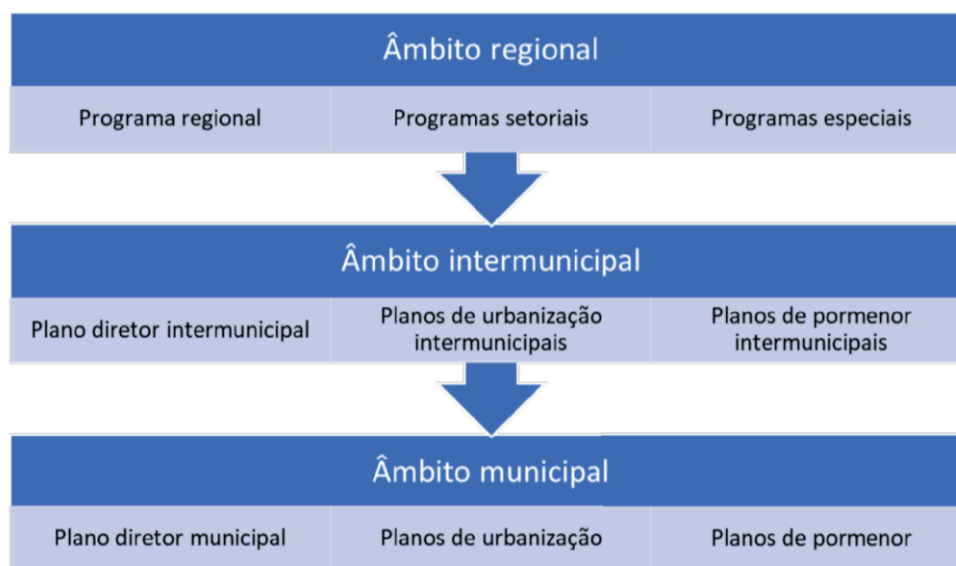 Âmbito regional
Programa regional
Programas setoriais
Programas especiais
Âmbito intermunicipal
Plano diretor intermunicipal
Planos de urbanização
intermunicipais
Planos de pormenor
intermunicipais
Âmbito municipal
Plano diretor municipal
Planos de urbanização
Planos de pormenor